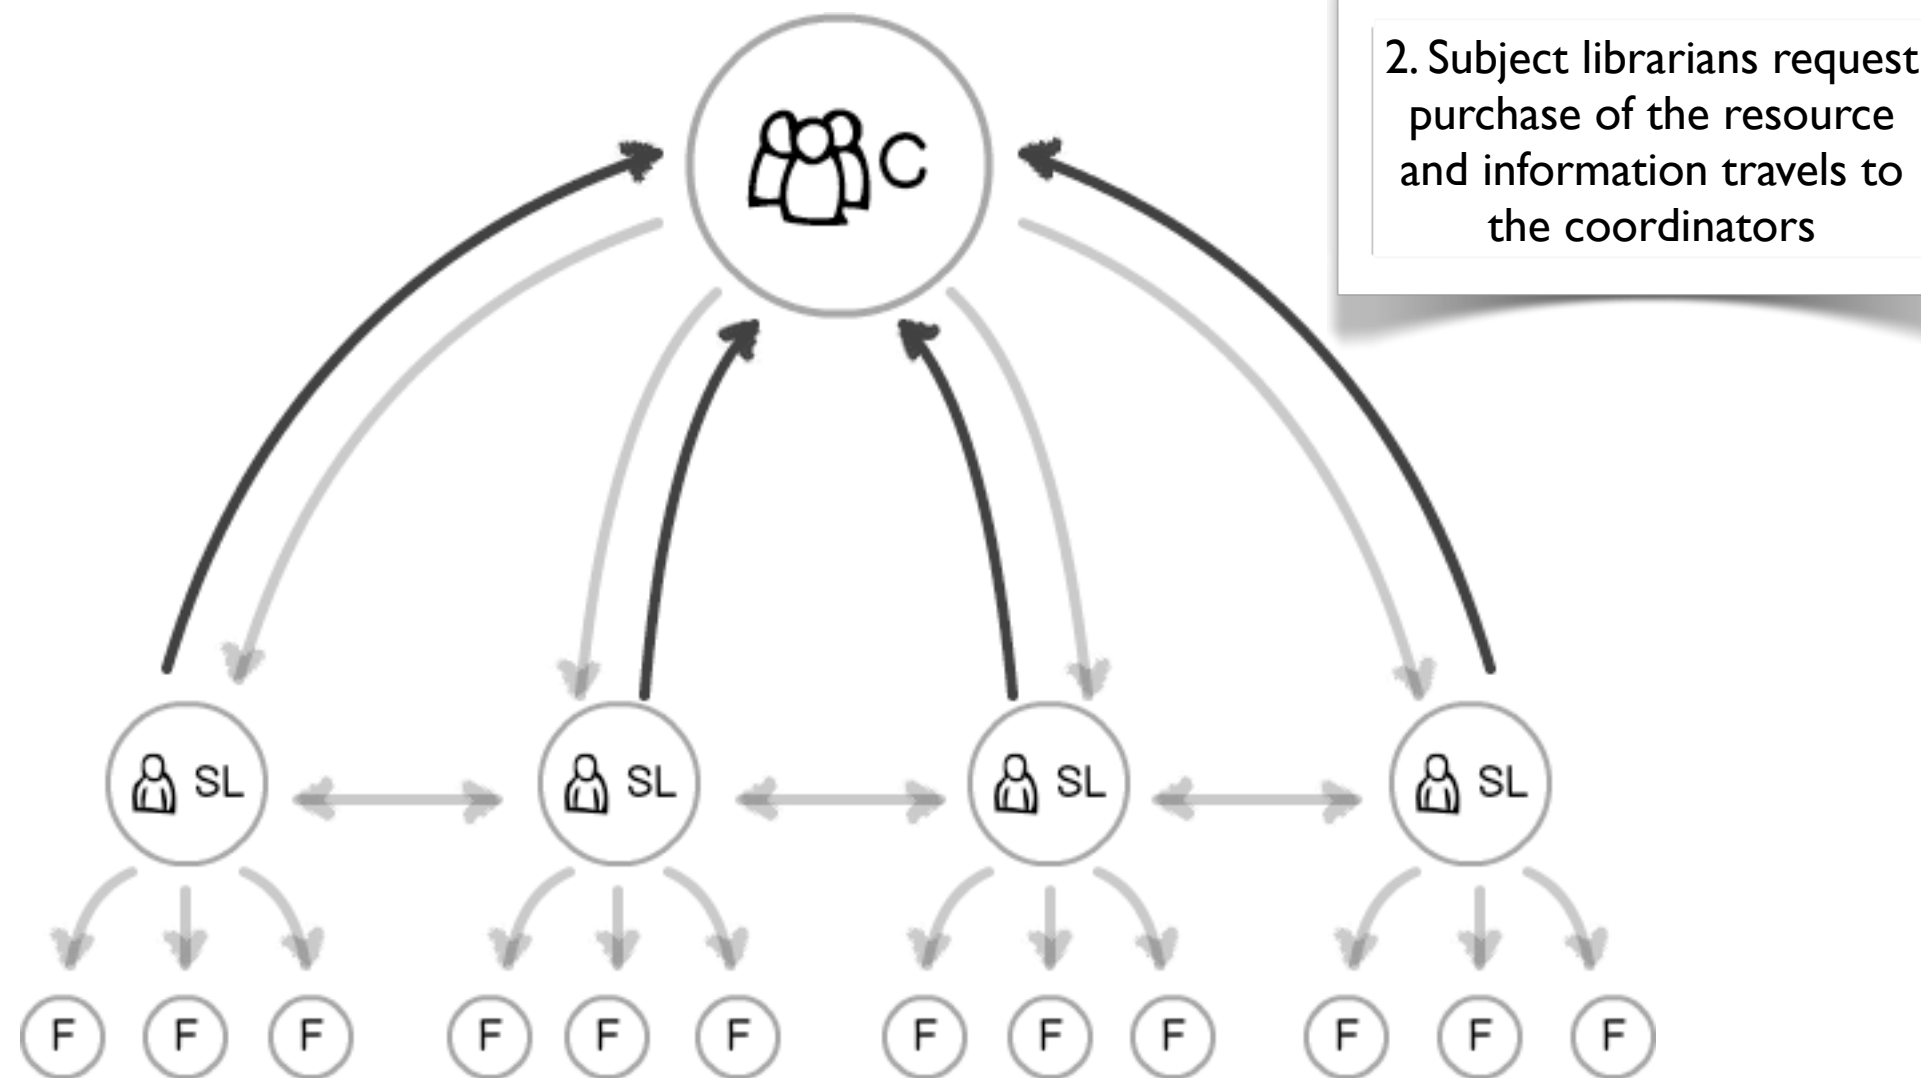 2. Subject librarians request
purchase of the resource
and information travels to
the coordinators
C
SL SL SL SL
F F F F F F F F F F F F